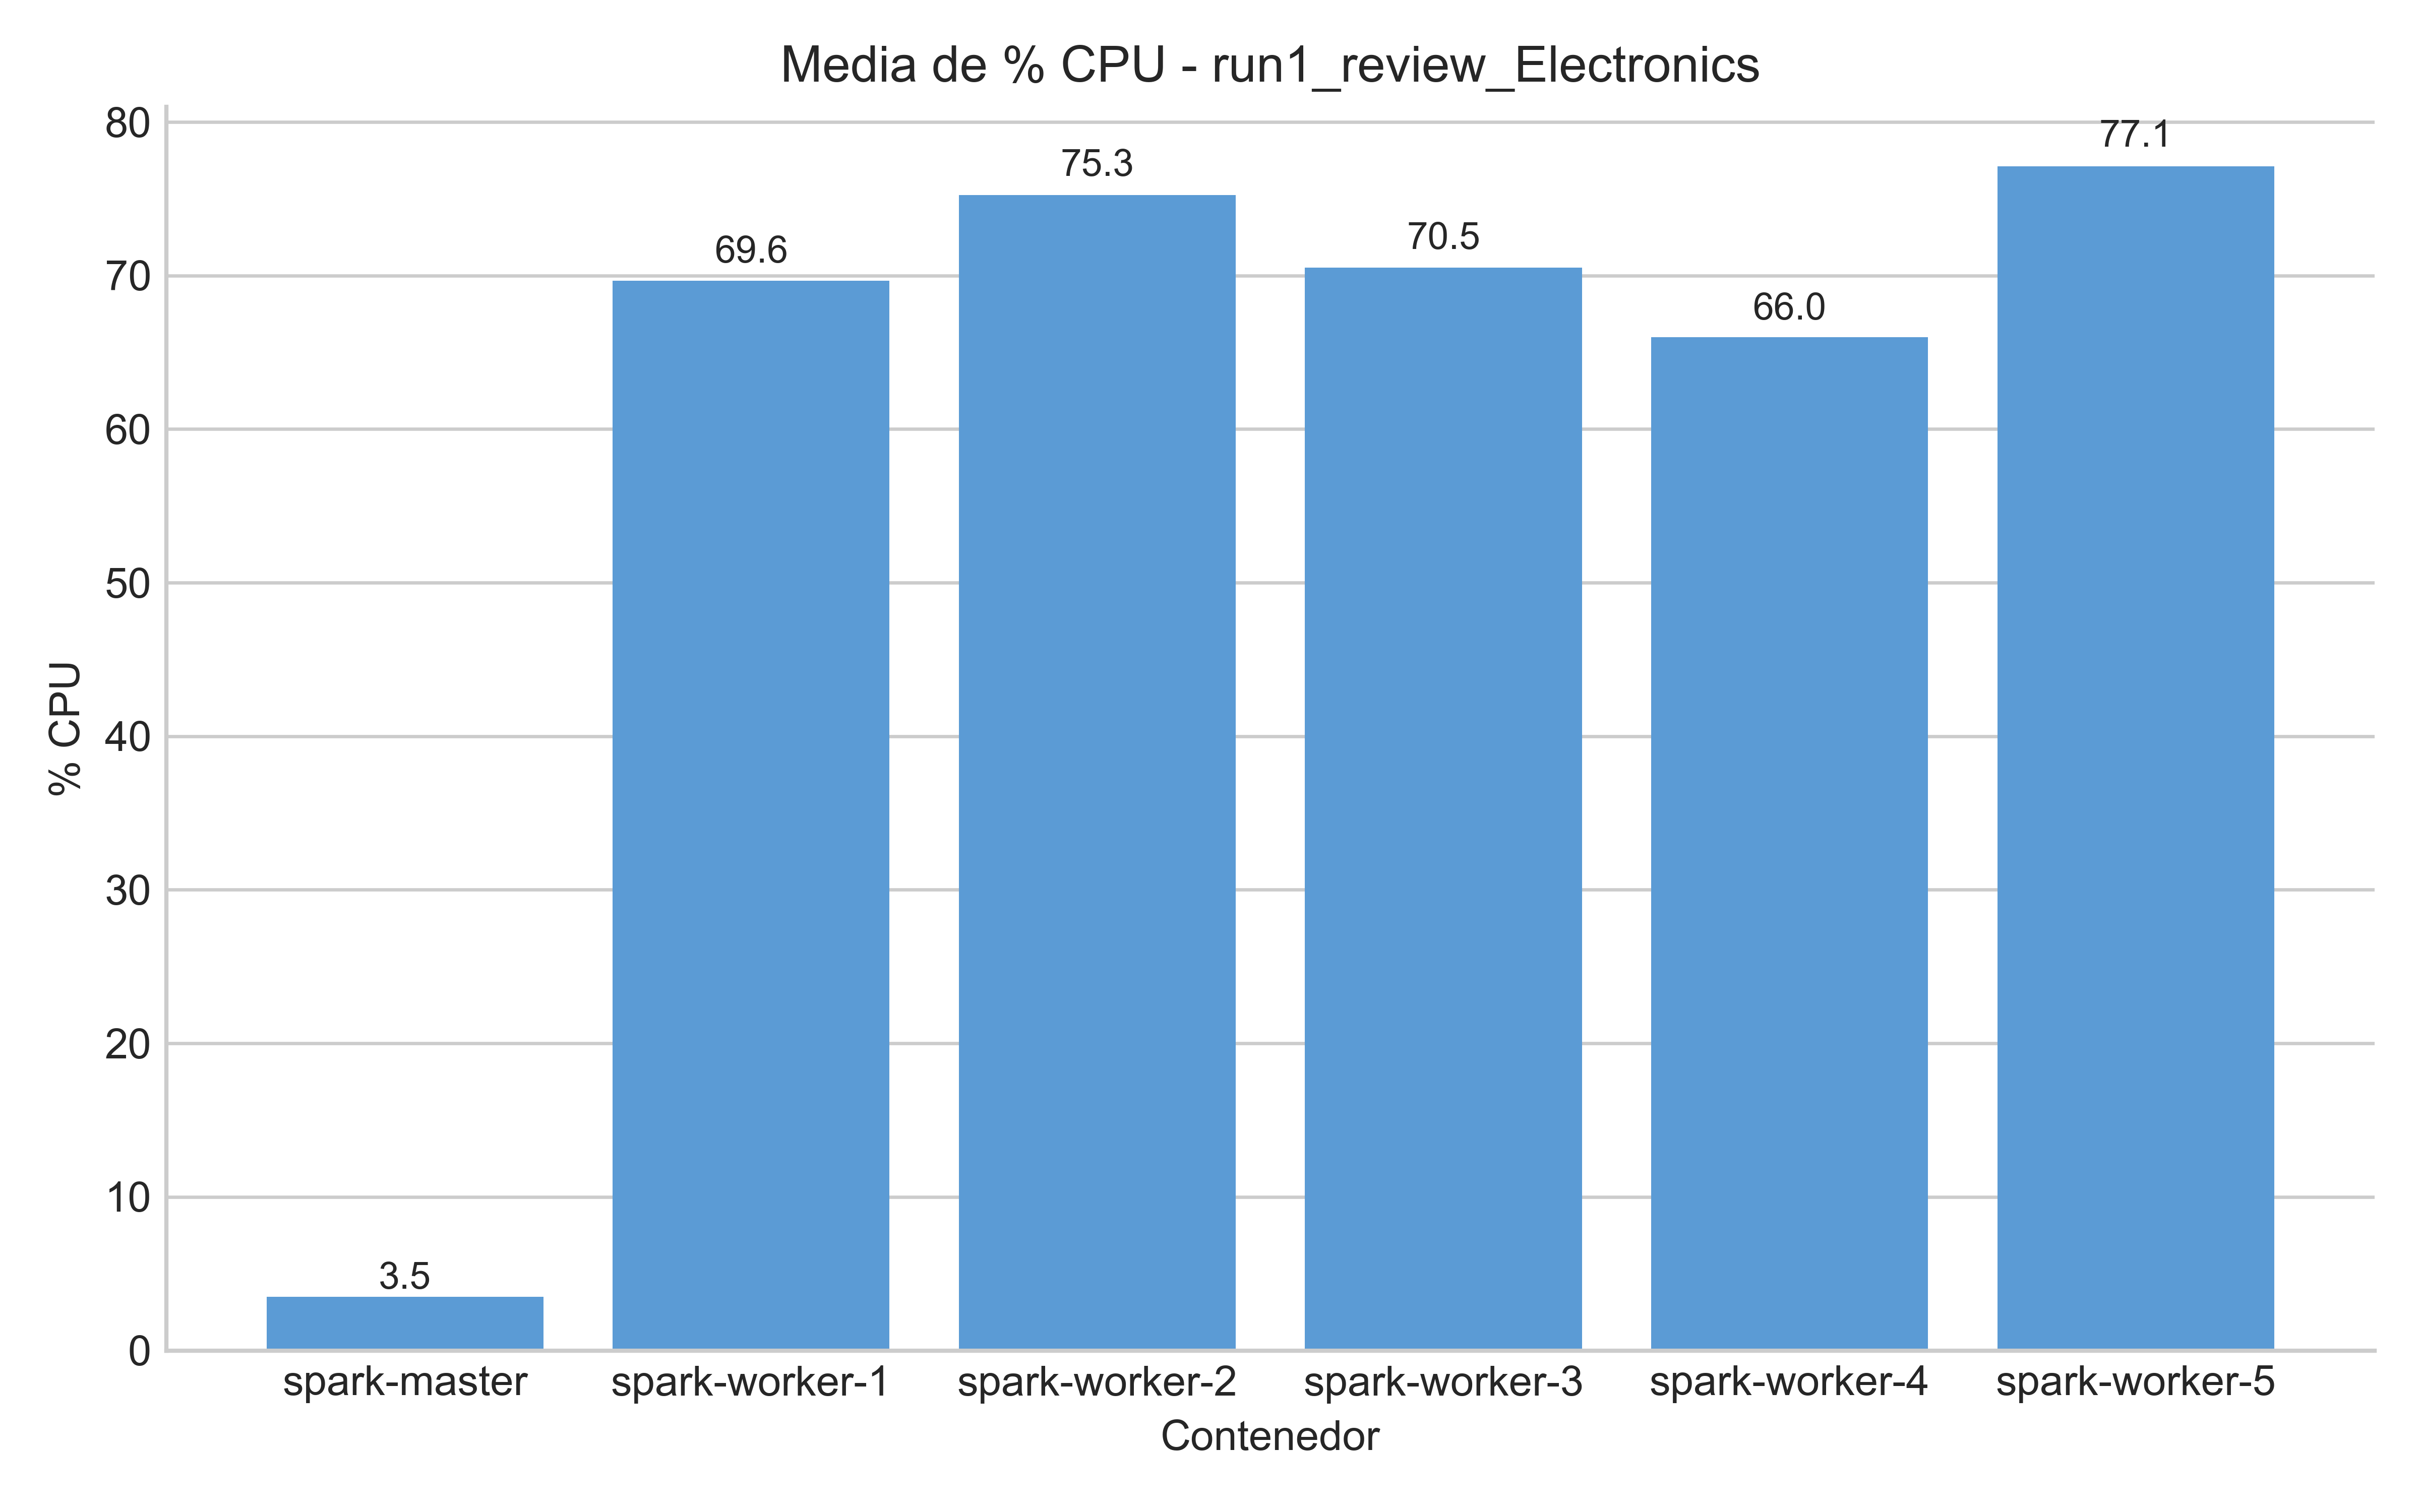 Media de % CPU - run1_review_Electronics
80
70
60
50
40
30
20
10
0
% CPU
3.5
69.6
75.3
70.5
66.0
77.1
spark-master
spark-worker-1
spark-worker-2
spark-worker-3
spark-worker-4
spark-worker-5
Contenedor